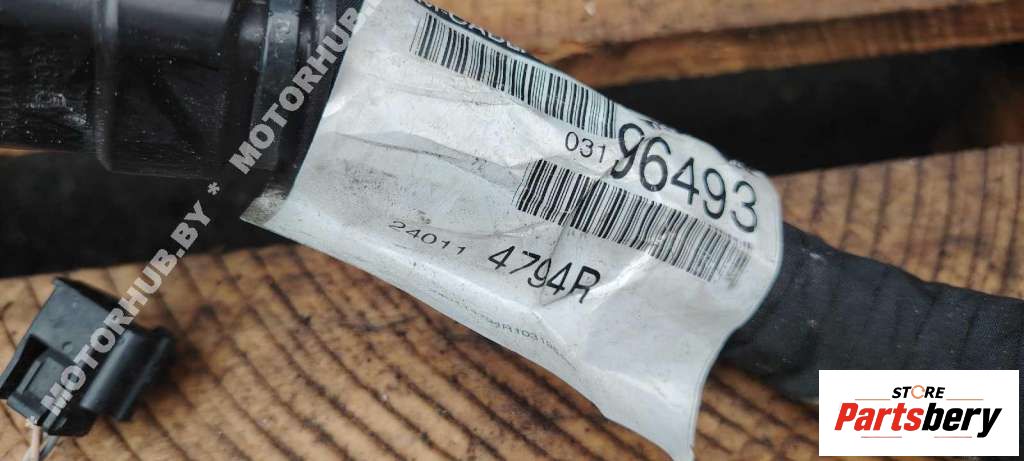 031 96493
24011 4794R
MOTORHUB.BY * MOTORHUB.BY * MOTORHUB
STORE
Partsbery